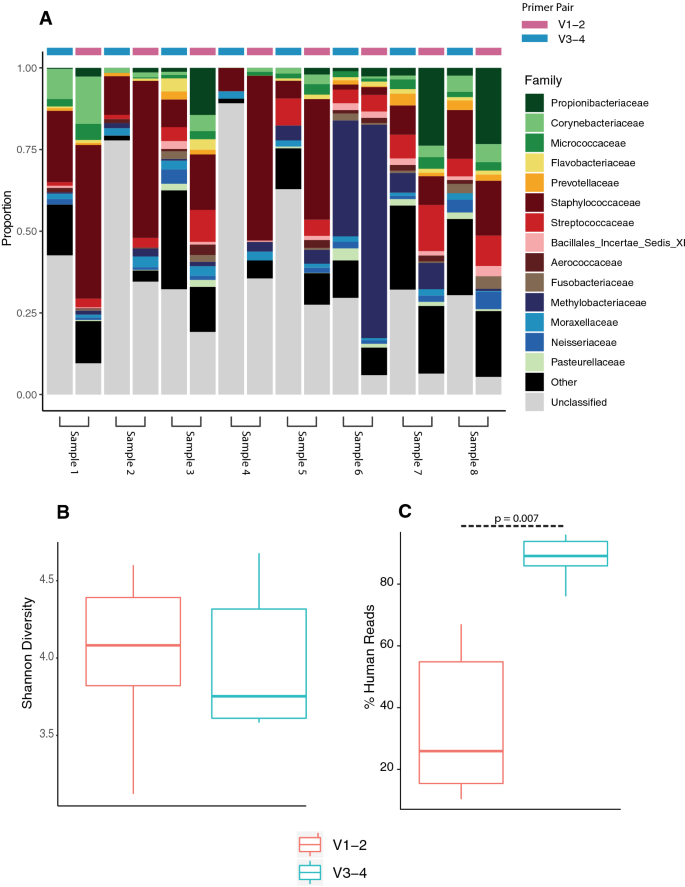 A
Primer Pair
V1-2
V3-4
Proportion
1.00
0.75
0.50
0.25
0.00
Family
Propionibacteriaceae
Corynebacteriaceae
Micrococcaceae
Flavobacteriaceae
Prevotellaceae
Staphylococcaceae
Streptococcaceae
Bacillales_Incertae_Sedis_XI
Aerococcaceae
Fusobacteriaceae
Methylobacteriaceae
Moraxellaceae
Neisseriaceae
Pasteurellaceae
Other
Unclassified
Sample 1
Sample 2
Sample 3
Sample 4
Sample 5
Sample 6
Sample 7
Sample 8
B
Shannon Diversity
4.5
4.0
3.5
C
p = 0.007
% Human Reads
80
60
40
20
V1-2
V3-4